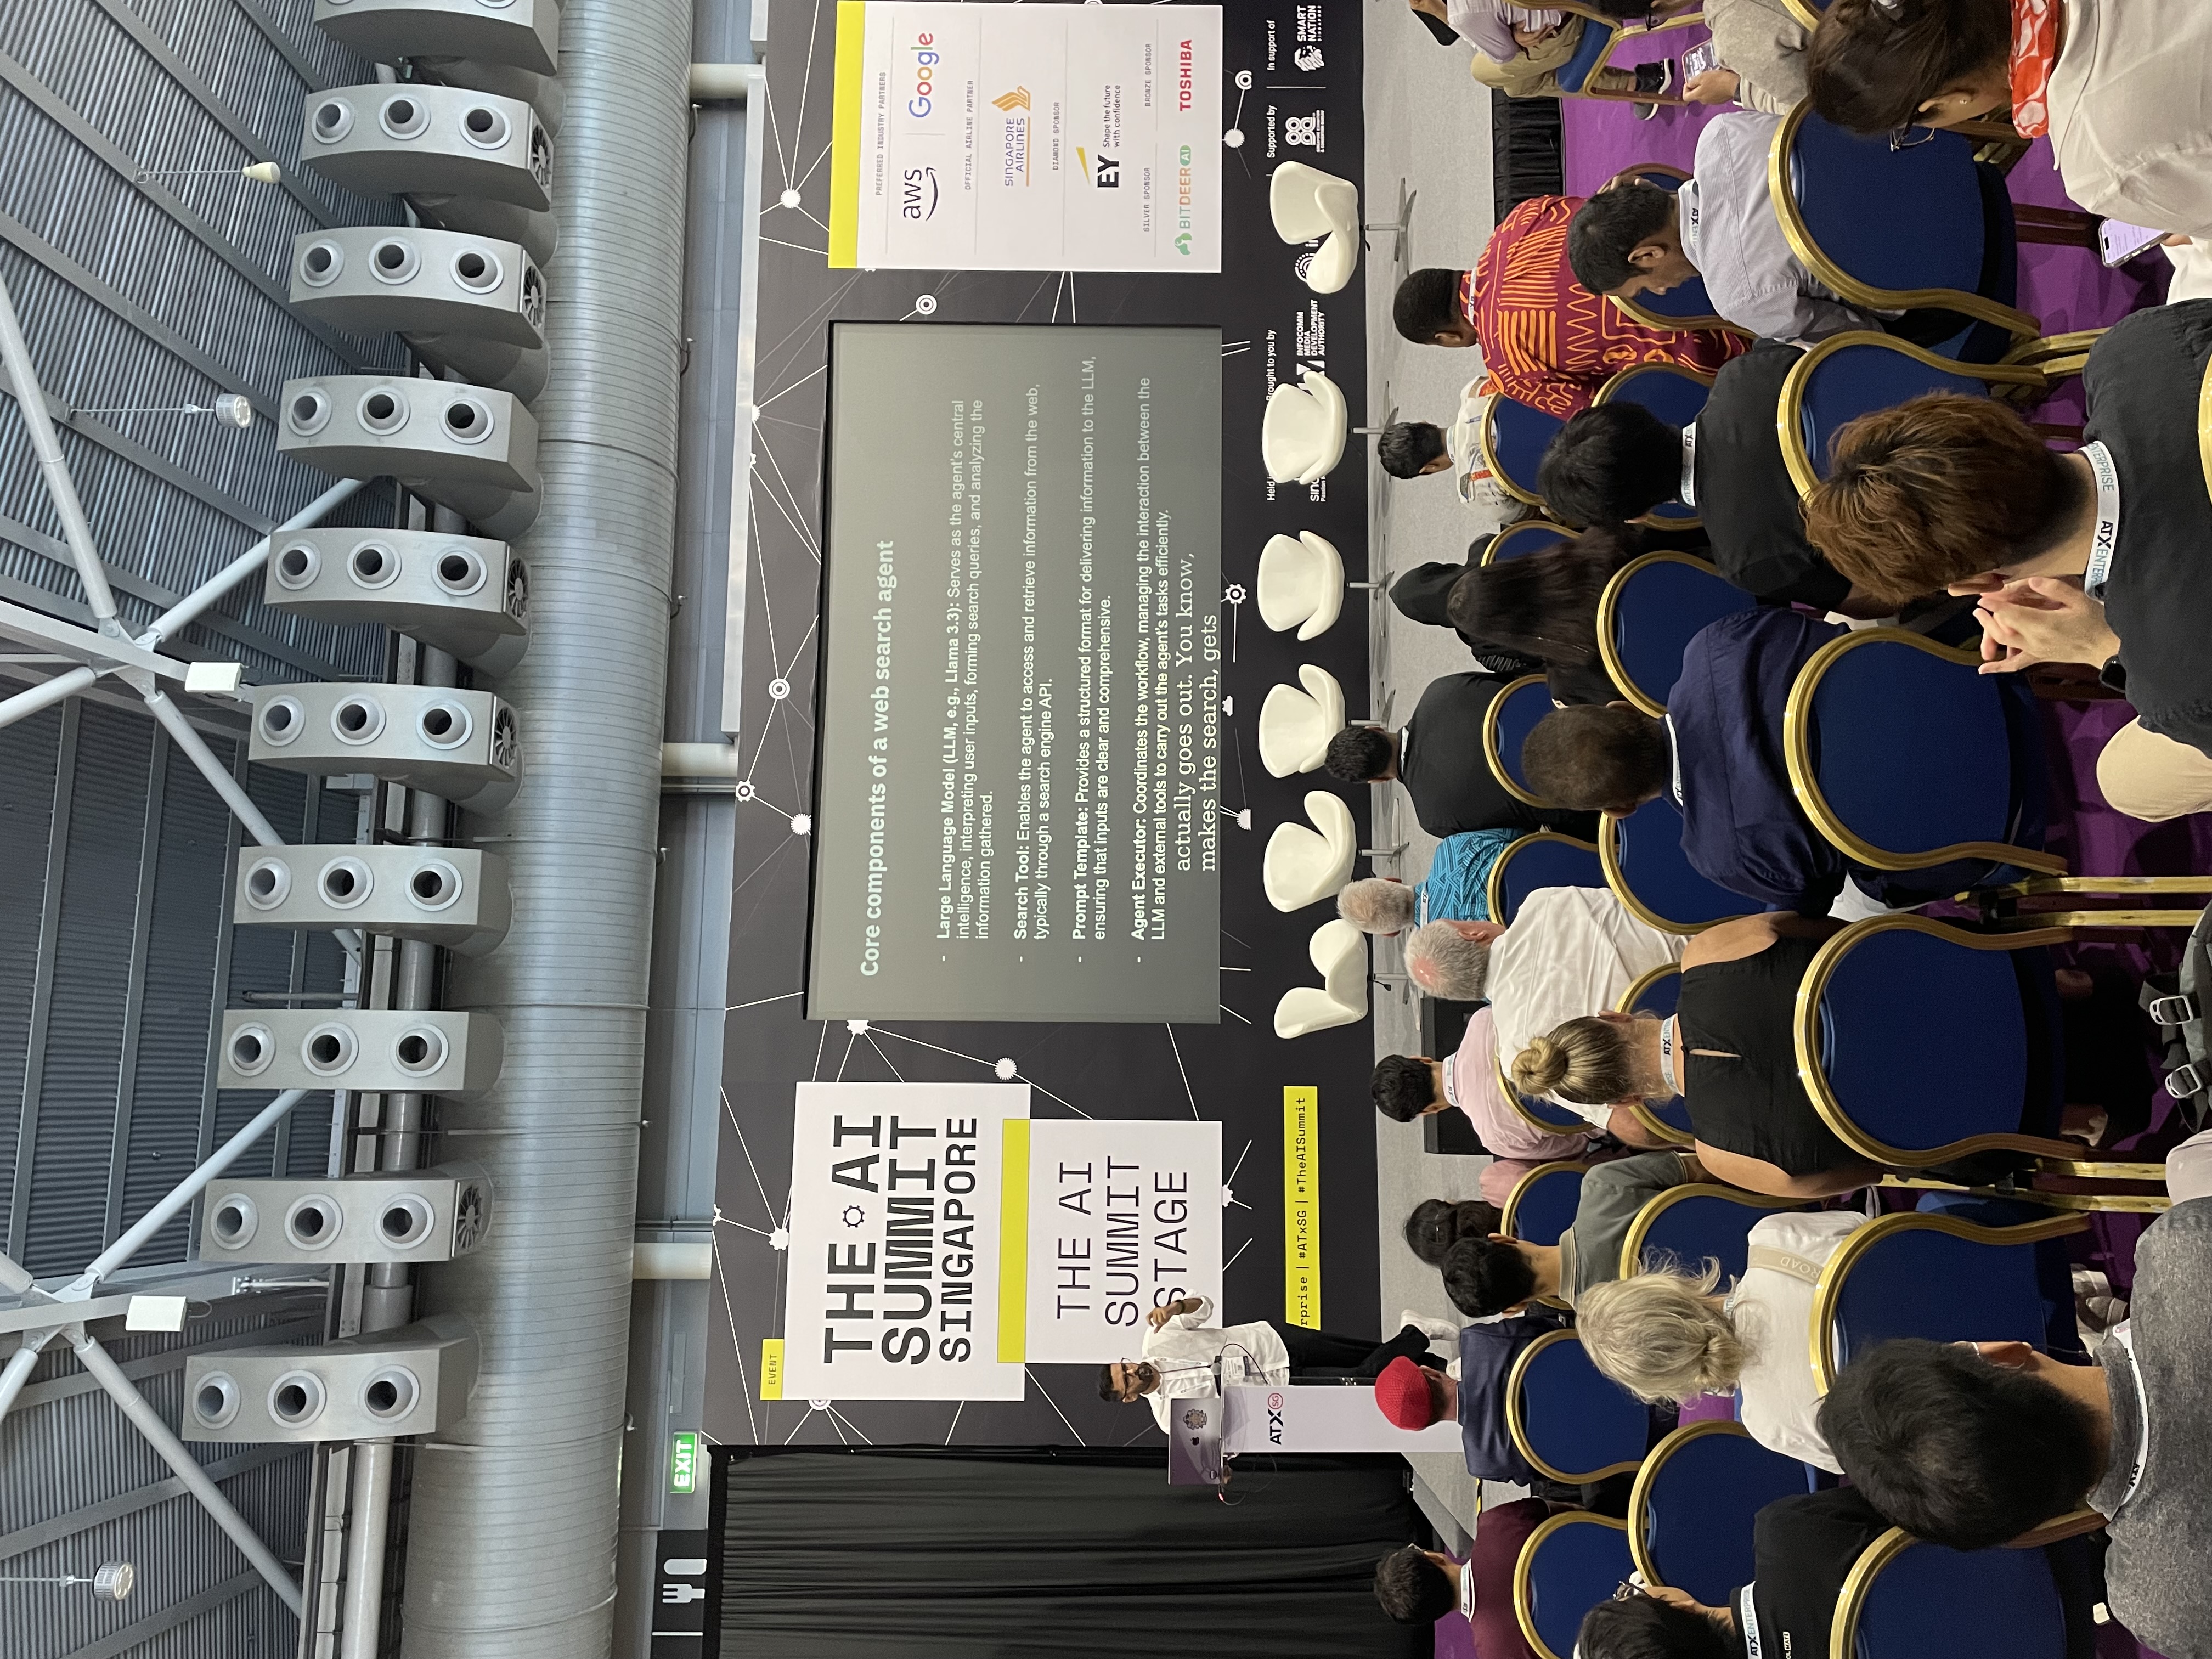 EXIT
EVENT
THE AI
SUMMIT
SINGAPORE
THE AI
SUMMIT
STAGE
Core components of a web search agent
- Large Language Model (LLM, e.g., Llama 3.3): Serves as the agent's central
intelligence, interpreting user inputs, forming search queries, and analyzing the
information gathered.
- Search Tool: Enables the agent to access and retrieve information from the web,
typically through a search engine API.
- Prompt Template: Provides a structured format for delivering information to the LLM,
ensuring that inputs are clear and comprehensive.
- Agent Executor: Coordinates the workflow, managing the interaction between the
LLM and external tools to carry out the agent's tasks efficiently.
actually goes out. You know,
makes the search, gets
PREFERRED INDUSTRY PARTNERS
aws
Google
OFFICIAL AIRLINE PARTNER
SINGAPORE
AIRLINES
DIAMOND SPONSOR
EY
Shape the future
with confidence
SILVER SPONSOR
BRONZE SPONSOR
BITDEER AI
TOSHIBA
ATXSG
rprise | #ATxSG | #TheAISummit
Held
Brought to you by
INFOCOMM
MEDIA
DEVELOPMENT
AUTHORITY
Supported by
In support of
SMART
NATION
SINGAPORE
ATXENTERPRISE
ROAD